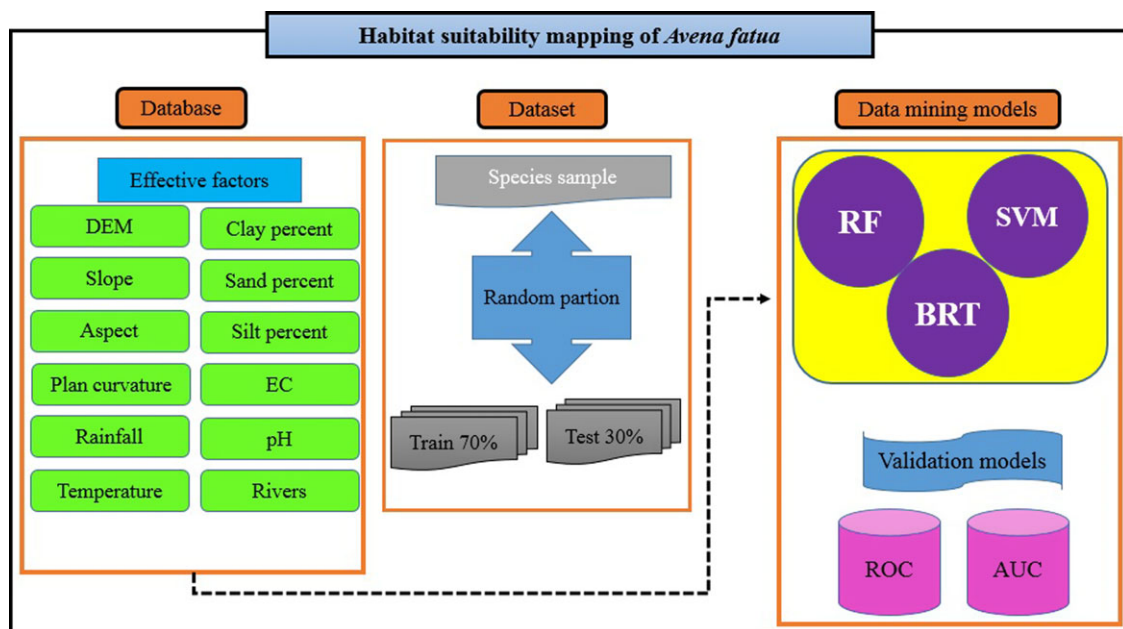 Habitat suitability mapping of Avena fatua
Database
Effective factors
DEM
Clay percent
Slope
Sand percent
Aspect
Silt percent
Plan curvature
EC
Rainfall
pH
Temperature
Rivers
Dataset
Species sample
Random partion
Train 70%
Test 30%
Data mining models
RF
SVM
BRT
Validation models
ROC
AUC